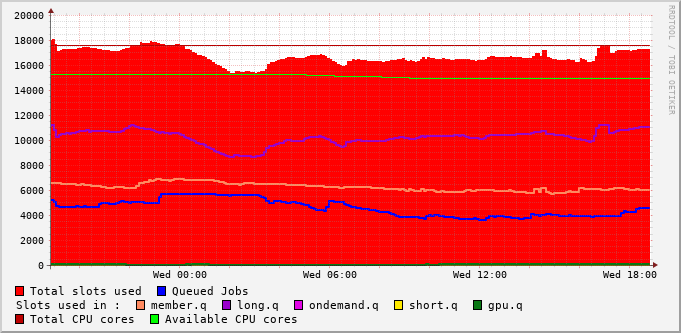 20000
18000
16000
14000
12000
10000
8000
6000
4000
2000
0
Wed 00:00 Wed 06:00 Wed 12:00 Wed 18:00
Total slots used Queued Jobs
Slots used in : member.q long.q ondemand.q short.q gpu.q
Total CPU cores Available CPU cores
RRDTOOL / TOBI OETIKER